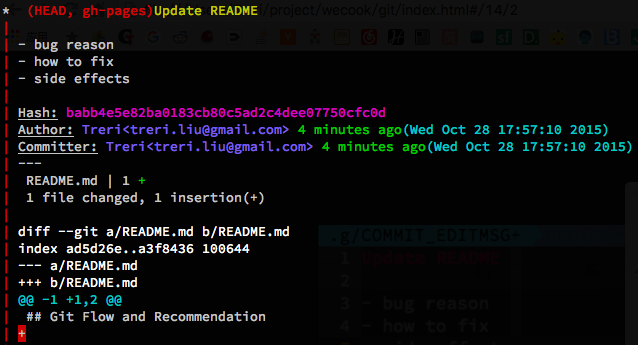 * (HEAD, gh-pages)Update README/project/wecook/git/index.html#/14/2
- bug reason
- how to fix
- side effects
Hash: babb4e5e82ba0183cb80c5ad2c4dee07750cfc0d
Author: Treri<treri.liu@gmail.com> 4 minutes ago(Wed Oct 28 17:57:10 2015)
Committer: Treri<treri.liu@gmail.com> 4 minutes ago(Wed Oct 28 17:57:10 2015)
---
README.md | 1 +
1 file changed, 1 insertion(+)
diff --git a/README.md b/README.md
index ad5d26e..a3f8436 100644
.g/COMMIT_EDITMSG+
--- a/README.md
1 Update README
+++ b/README.md
2
@@ -1 +1,2 @@
3 - bug reason
## Git Flow and Recommendation
4 - how to fix
+